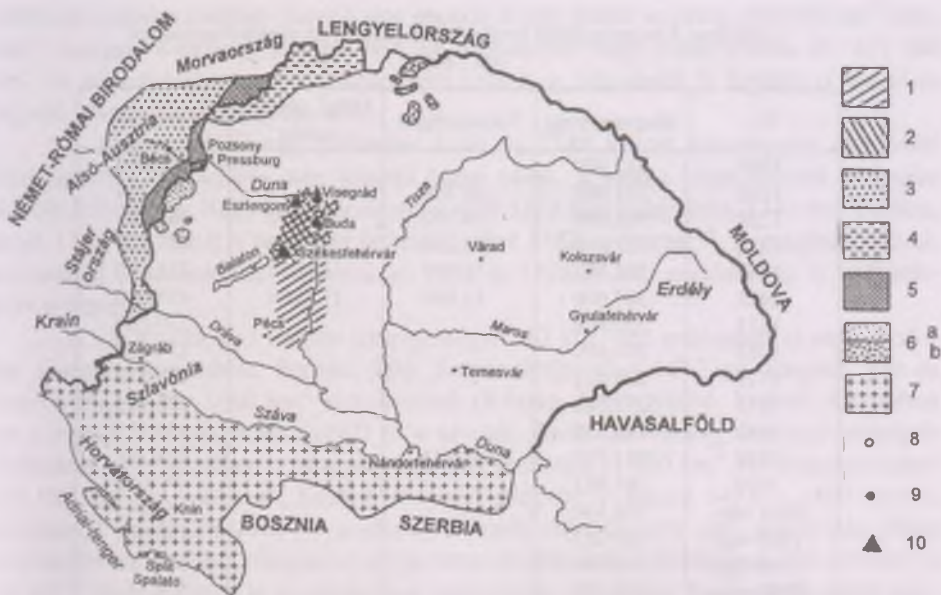 LENGYELORSZÁG
Morvaország
NÉMET-RÓMAI BIRODALOM
Alsó-Ausztria
Bécs
Pozsony
Pressburg
Duna
Visegrád
Esztergom
Buda
Székesfehérvár
Balaton
Stájer
ország
Krain
Zágráb
Dráva
Pécs
Szlavónia
Száva
Tisza
Várad
Kolozsvár
Erdély
Gyulafehérvár
Maros
Temesvár
MOLDOVA
HAVASALFÖLD
Duna
Nándorfehérvár
Horvátország
Knin
Adriai-tenger
Split
Spalato
BOSZNIA
SZERBIA
1
2
3
4
5
6 a
b
7
8
9
10